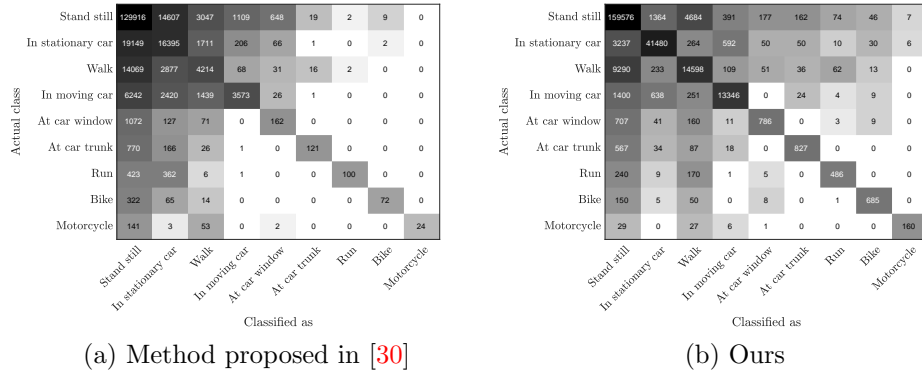 Stand still 129916 14607 3047 1109 648 19 2 9 0
In stationary car 19149 16395 1711 206 66 1 0 2 0
Walk 14069 2877 4214 68 31 16 2 0 0
In moving car 6242 2420 1439 3573 26 1 0 0 0
At car window 1072 127 71 0 162 0 0 0 0
At car trunk 770 166 26 1 0 121 0 0 0
Run 423 362 6 1 0 0 100 0 0
Bike 322 65 14 0 0 0 0 72 0
Motorcycle 141 3 53 0 2 0 0 0 24
Actual class
Stand still
In stationary car
Walk
In moving car
At car window
At car trunk
Run
Bike
Motorcycle
Classified as
(a) Method proposed in [30]
Stand still 159576 1364 4684 391 177 162 74 46 7
In stationary car 3237 41480 264 592 50 50 10 30 6
Walk 9290 233 14598 109 51 36 62 13 0
In moving car 1400 638 251 13346 0 24 4 9 0
At car window 707 41 160 11 786 0 3 9 0
At car trunk 567 34 87 18 0 827 0 0 0
Run 240 9 170 1 5 0 486 0 0
Bike 150 5 50 0 8 0 1 685 0
Motorcycle 29 0 27 6 1 0 0 0 160
Actual class
Stand still
In stationary car
Walk
In moving car
At car window
At car trunk
Run
Bike
Motorcycle
Classified as
(b) Ours